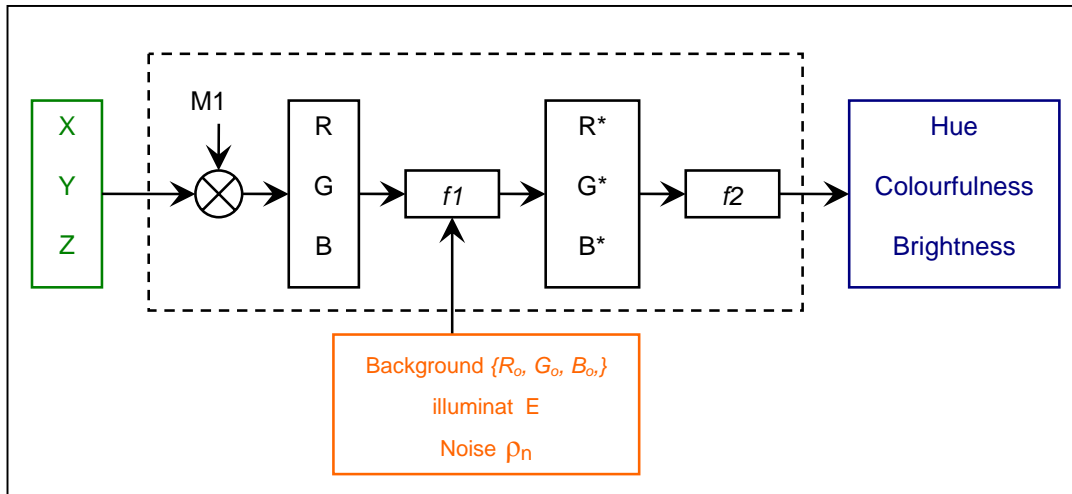 M1
X
Y
Z
R
G
B
f1
R*
G*
B*
f2
Hue
Colourfulness
Brightness
Background {Rₒ, Gₒ, Bₒ,}
illuminat E
Noise ρₙ